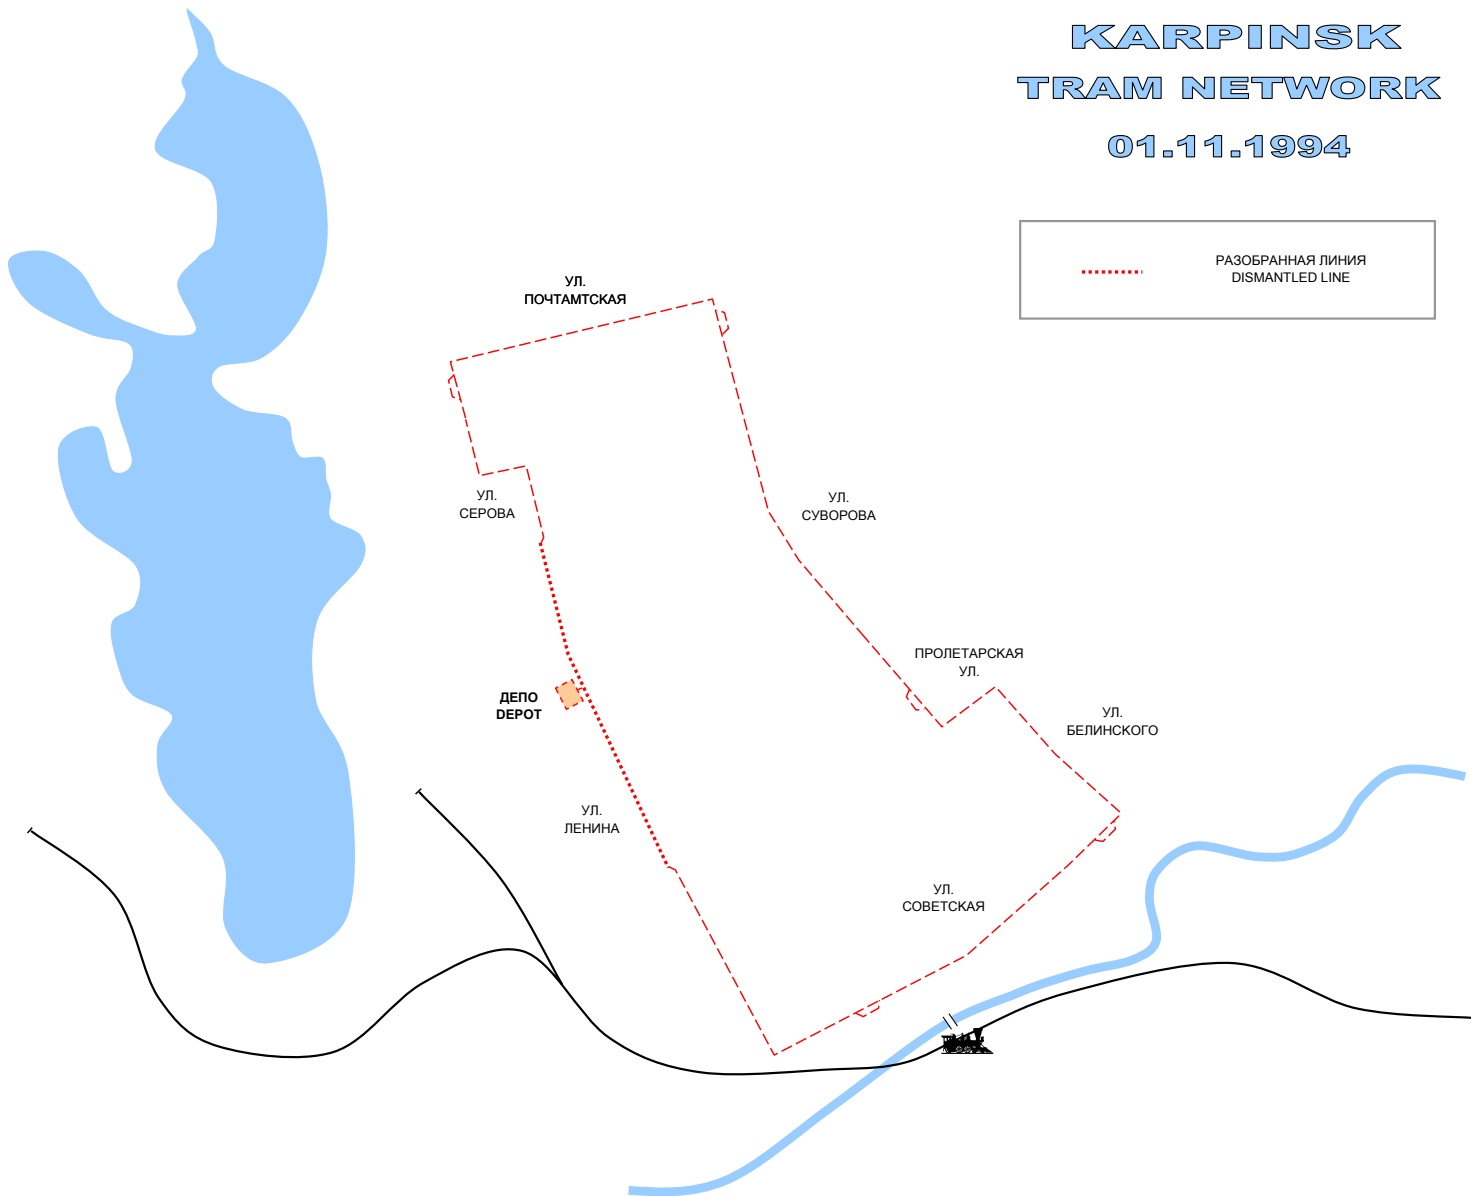 KARPINSK
TRAM NETWORK
01.11.1994
РАЗОБРАННАЯ ЛИНИЯ
DISMANTLED LINE
УЛ.
ПОЧТАМТСКАЯ
УЛ.
СЕРОВА
УЛ.
СУВОРОВА
ПРОЛЕТАРСКАЯ
УЛ.
ДЕПО
DEPOT
УЛ.
БЕЛИНСКОГО
УЛ.
ЛЕНИНА
УЛ.
СОВЕТСКАЯ